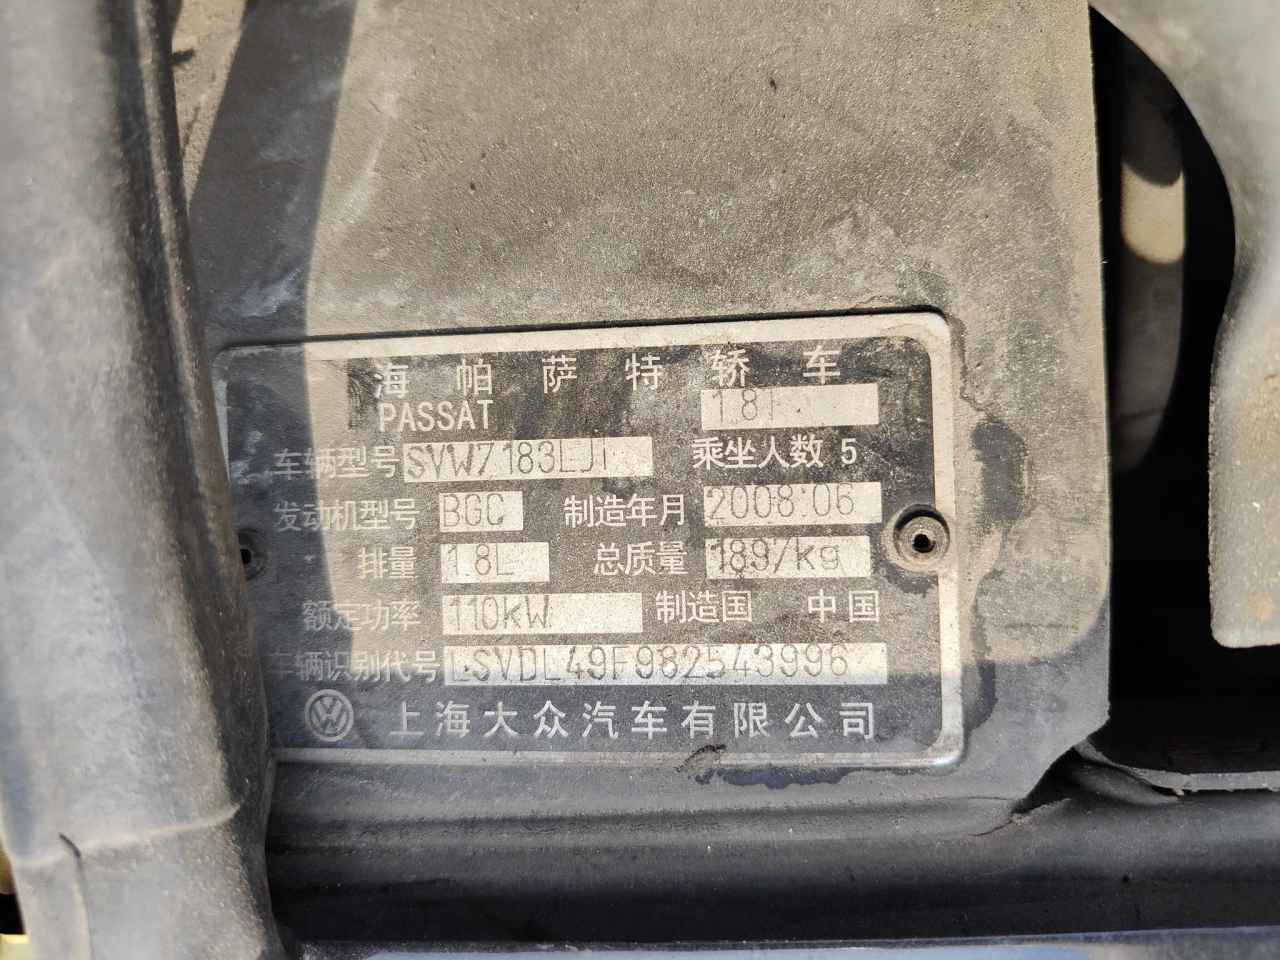 海 帕 萨 特 轿 车
PASSAT 1.8T
车辆型号 SVW7183LJI 乘坐人数 5
发动机型号 BGC 制造年月 2008.06
排量 1.8L 总质量 1897kg
额定功率 110kW 制造国 中国
车辆识别代号 LSVDL49F982543996
上海大众汽车有限公司